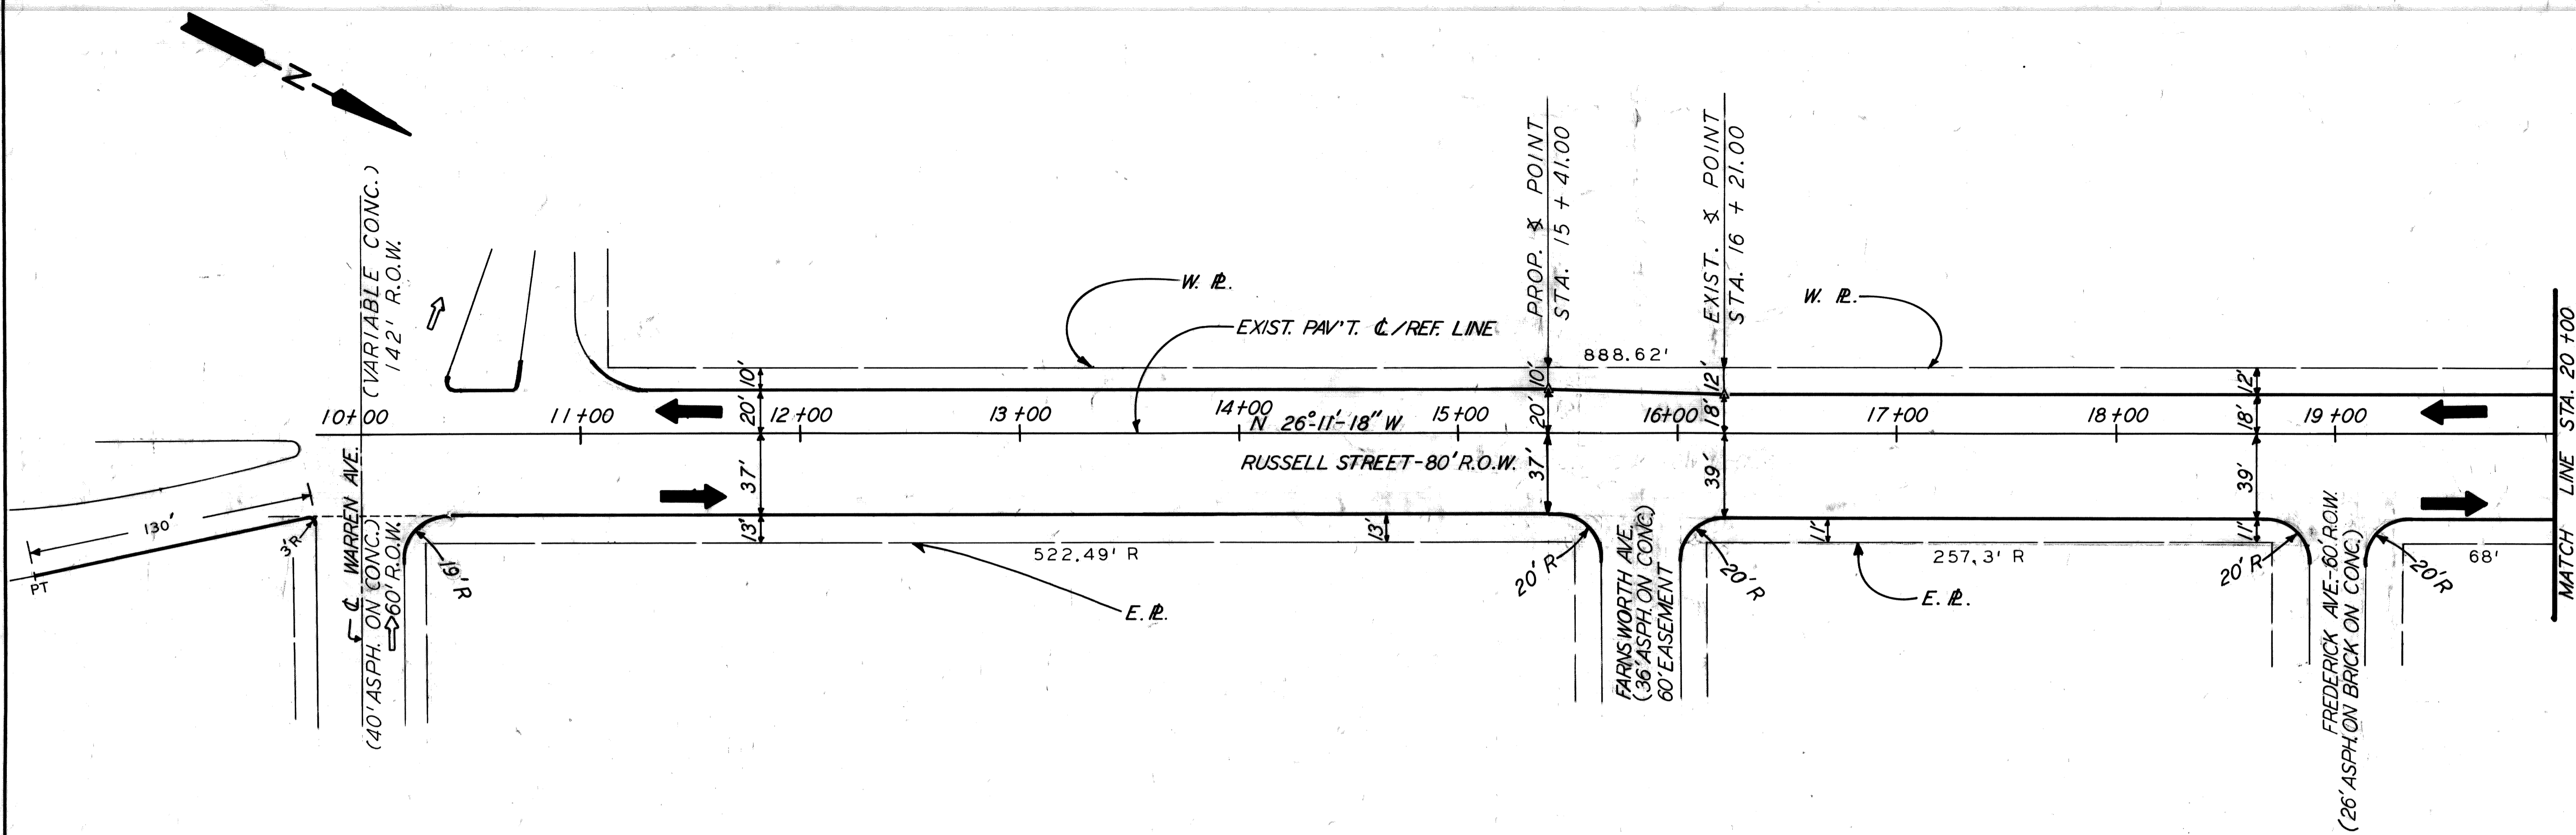 N
(VARIABLE CONC.)
142' R.O.W.
PROP. ∡ POINT
STA. 15 + 41.00
EXIST. ∡ POINT
STA. 16 + 21.00
W. ⅊.
EXIST. PAV'T. ℄/REF. LINE
W. ⅊.
888.62'
10'
10'
12'
12'
10+00
11+00
20'
12+00
13+00
14+00
15+00
20'
16+00
18'
17+00
18+00
18'
19+00
N 26°-11'-18" W
RUSSELL STREET-80' R.O.W.
37'
37'
39'
39'
130'
PT
3'R
℄ WARREN AVE.
(40' ASPH. ON CONC.)
60' R.O.W.
19' R
13'
522.49' R
13'
E. ⅊.
20' R
FARNSWORTH AVE.
(36' ASPH. ON CONC.)
60' EASEMENT
20' R
11'
257.3' R
E. ⅊.
11'
20' R
FREDERICK AVE.-60' R.O.W.
(26' ASPH. ON BRICK ON CONC.)
20' R
68'
MATCH LINE STA. 20 +00